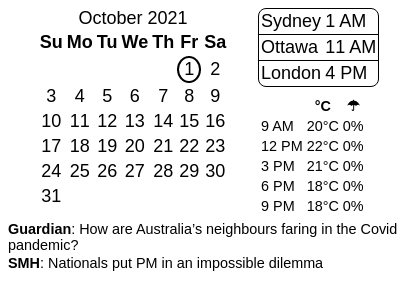 October 2021
Su Mo Tu We Th Fr Sa
1 2
3 4 5 6 7 8 9
10 11 12 13 14 15 16
17 18 19 20 21 22 23
24 25 26 27 28 29 30
31
Sydney 1 AM
Ottawa 11 AM
London 4 PM
°C ☂
9 AM 20°C 0%
12 PM 22°C 0%
3 PM 21°C 0%
6 PM 18°C 0%
9 PM 18°C 0%
Guardian: How are Australia's neighbours faring in the Covid
pandemic?
SMH: Nationals put PM in an impossible dilemma